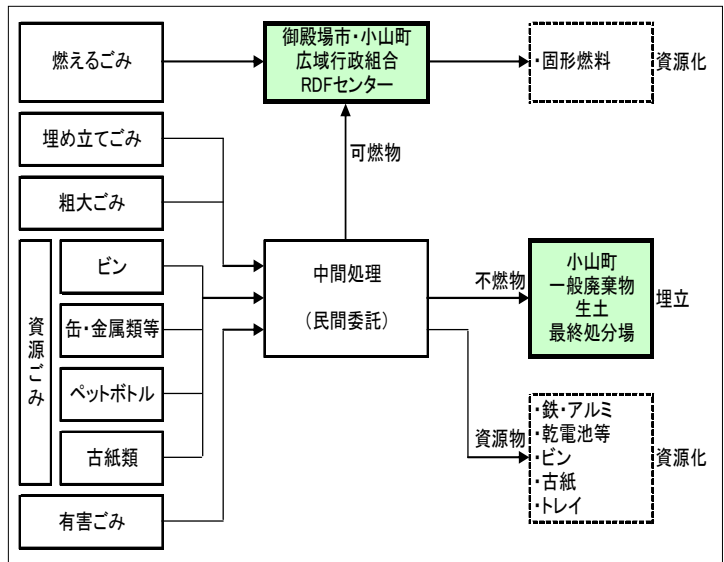 燃えるごみ
御殿場市・小山町
広域行政組合
RDFセンター
・固形燃料
資源化
埋め立てごみ
可燃物
粗大ごみ
資源ごみ
ビン
缶・金属類等
ペットボトル
古紙類
中間処理
（民間委託）
不燃物
小山町
一般廃棄物
生土
最終処分場
埋立
資源物
・鉄・アルミ
・乾電池等
・ビン
・古紙
・トレイ
資源化
有害ごみ